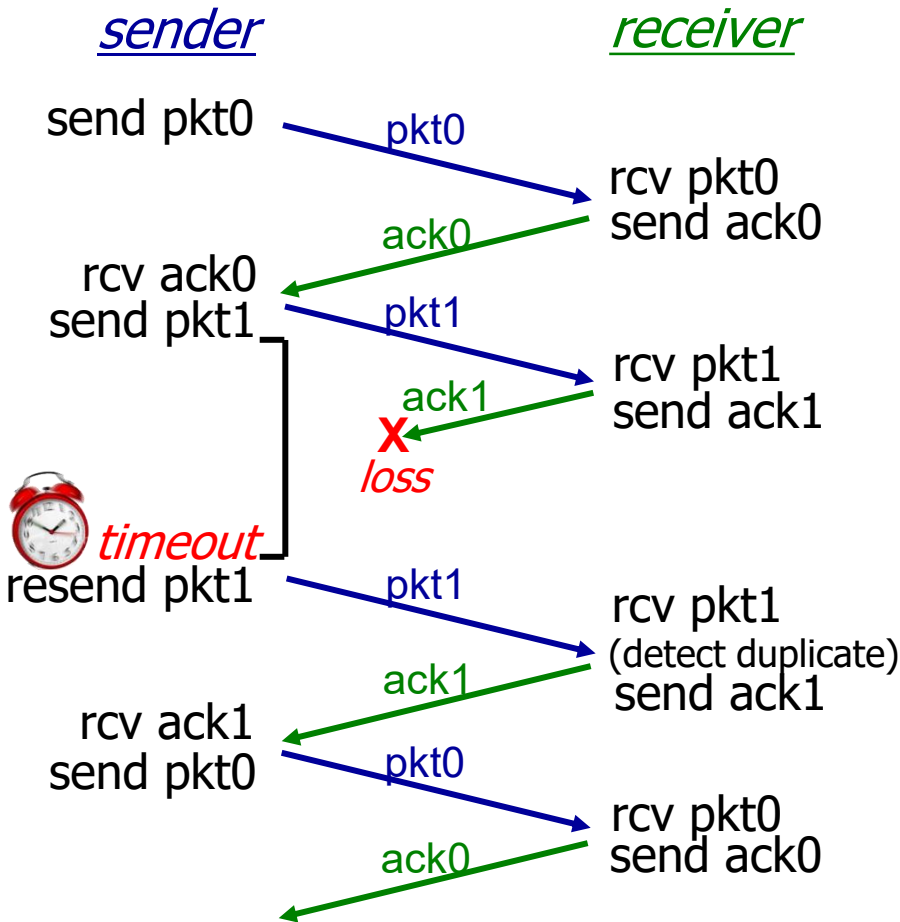 sender
receiver
send pkt0
pkt0
rcv pkt0
send ack0
ack0
rcv ack0
send pkt1
pkt1
rcv pkt1
send ack1
ack1
X
loss
timeout
resend pkt1
pkt1
rcv pkt1
(detect duplicate)
send ack1
ack1
rcv ack1
send pkt0
pkt0
rcv pkt0
send ack0
ack0